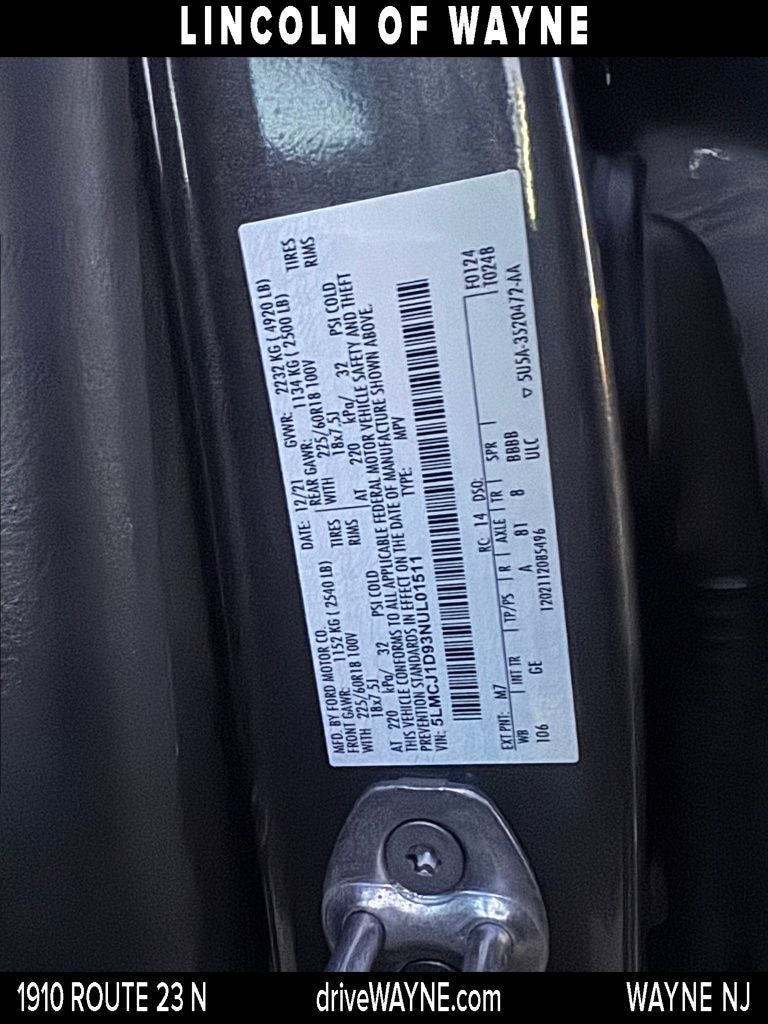 LINCOLN OF WAYNE
MFD. BY FORD MOTOR CO. DATE: 12/21 GVWR: 2232 KG ( 4920 LB)
FRONT GAWR: 1152 KG ( 2540 LB) REAR GAWR: 1134 KG ( 2500 LB)
WITH 225/60R18 100V TIRES WITH 225/60R18 100V TIRES
18x7.5J RIMS 18x7.5J RIMS
AT 220 kPa/ 32 PSI COLD AT 220 kPa/ 32 PSI COLD
THIS VEHICLE CONFORMS TO ALL APPLICABLE FEDERAL MOTOR VEHICLE SAFETY AND THEFT
PREVENTION STANDARDS IN EFFECT ON THE DATE OF MANUFACTURE SHOWN ABOVE.
VIN: 5LMCJ1D93NUL01511 TYPE: MPV
F0124
EXT PNT: M7 RC: 14 DSO: T0248
WB INT TR TP/PS R AXLE TR SPR
106 GE A 81 8 BBBB ▽ 5U5A-3520472-AA
1202112085496 ULC
1910 ROUTE 23 N driveWAYNE.com WAYNE NJ